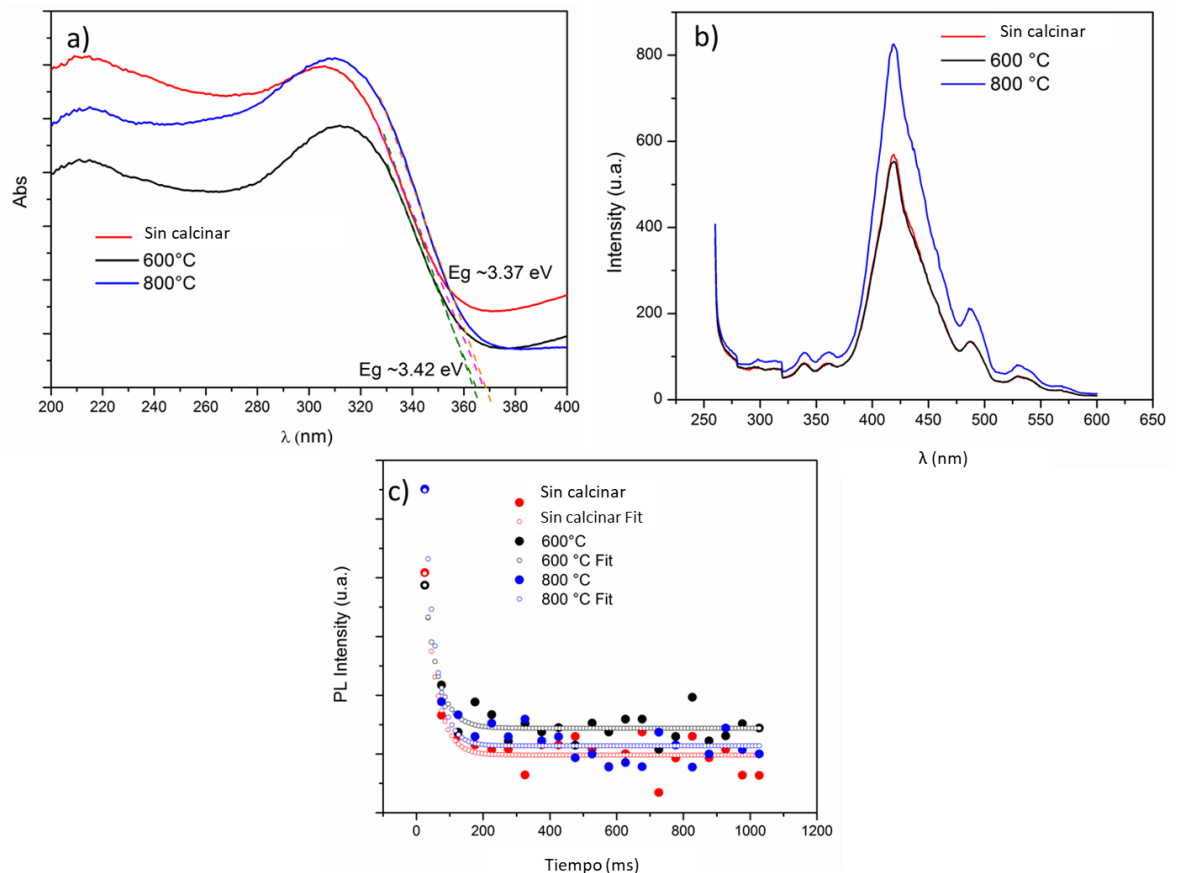 a)
Abs
Sin calcinar
600°C
800°C
Eg ~3.37 eV
Eg ~3.42 eV
200 220 240 260 280 300 320 340 360 380 400
λ (nm)
b)
Sin calcinar
600 °C
800 °C
Intensity (u.a.)
800
600
400
200
0
250 300 350 400 450 500 550 600 650
λ (nm)
c)
Sin calcinar
Sin calcinar Fit
600°C
600 °C Fit
800 °C
800 °C Fit
PL Intensity (u.a.)
0 200 400 600 800 1000 1200
Tiempo (ms)